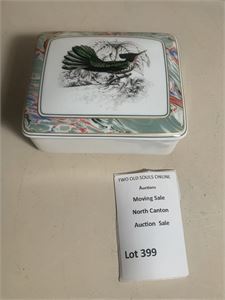 TWO OLD SOULS ONLINE
Auctions
Moving Sale
North Canton
Auction Sale
Lot 399